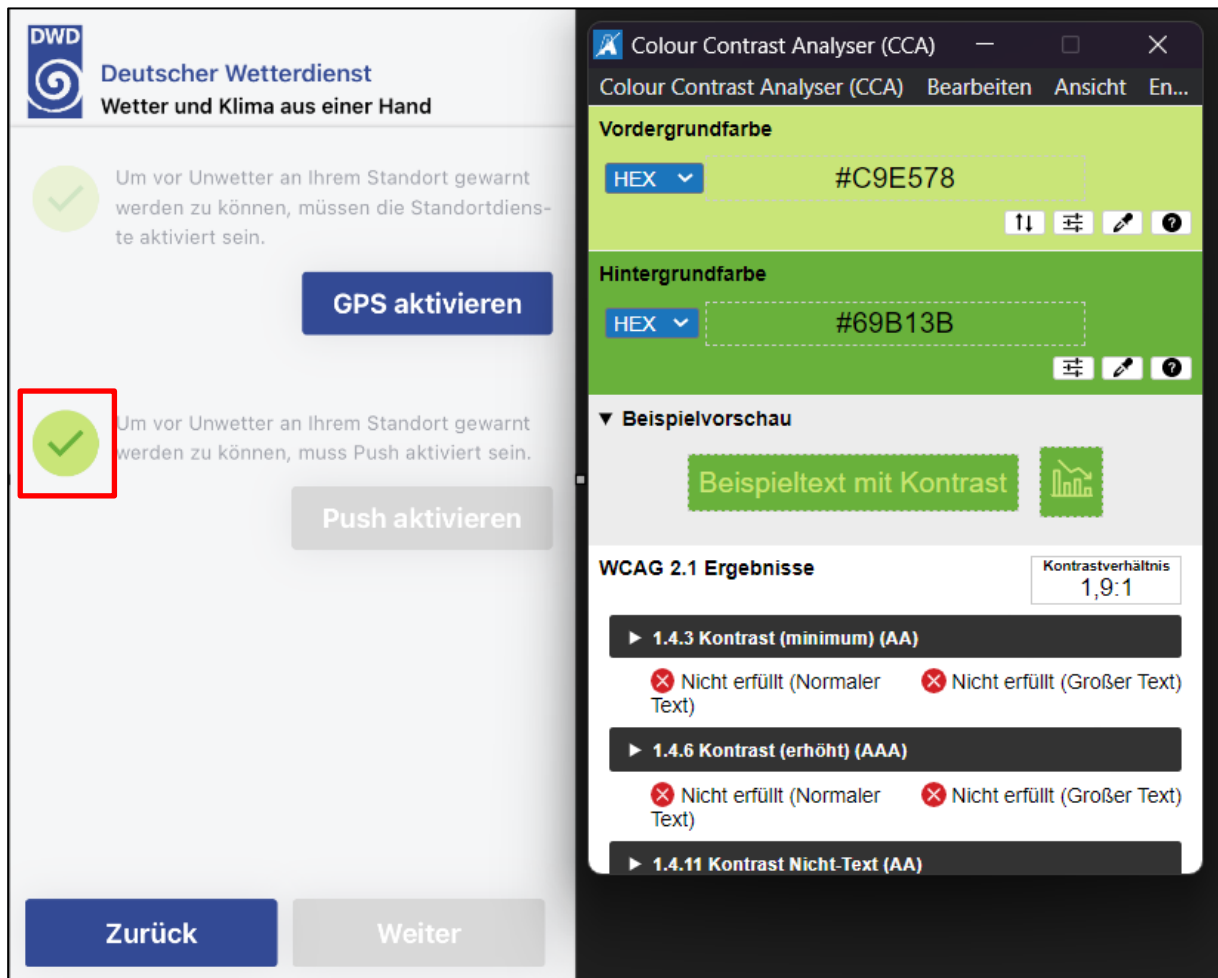 DWD
Deutscher Wetterdienst
Wetter und Klima aus einer Hand
Um vor Unwetter an Ihrem Standort gewarnt
werden zu können, müssen die Standortdiens-
te aktiviert sein.
GPS aktivieren
Um vor Unwetter an Ihrem Standort gewarnt
werden zu können, muss Push aktiviert sein.
Push aktivieren
Zurück
Weiter
Colour Contrast Analyser (CCA)
Colour Contrast Analyser (CCA) Bearbeiten Ansicht En...
Vordergrundfarbe
HEX #C9E578
Hintergrundfarbe
HEX #69B13B
Beispielvorschau
Beispieltext mit Kontrast
WCAG 2.1 Ergebnisse
Kontrastverhältnis
1,9:1
1.4.3 Kontrast (minimum) (AA)
Nicht erfüllt (Normaler
Text)
Nicht erfüllt (Großer Text)
1.4.6 Kontrast (erhöht) (AAA)
Nicht erfüllt (Normaler
Text)
Nicht erfüllt (Großer Text)
1.4.11 Kontrast Nicht-Text (AA)